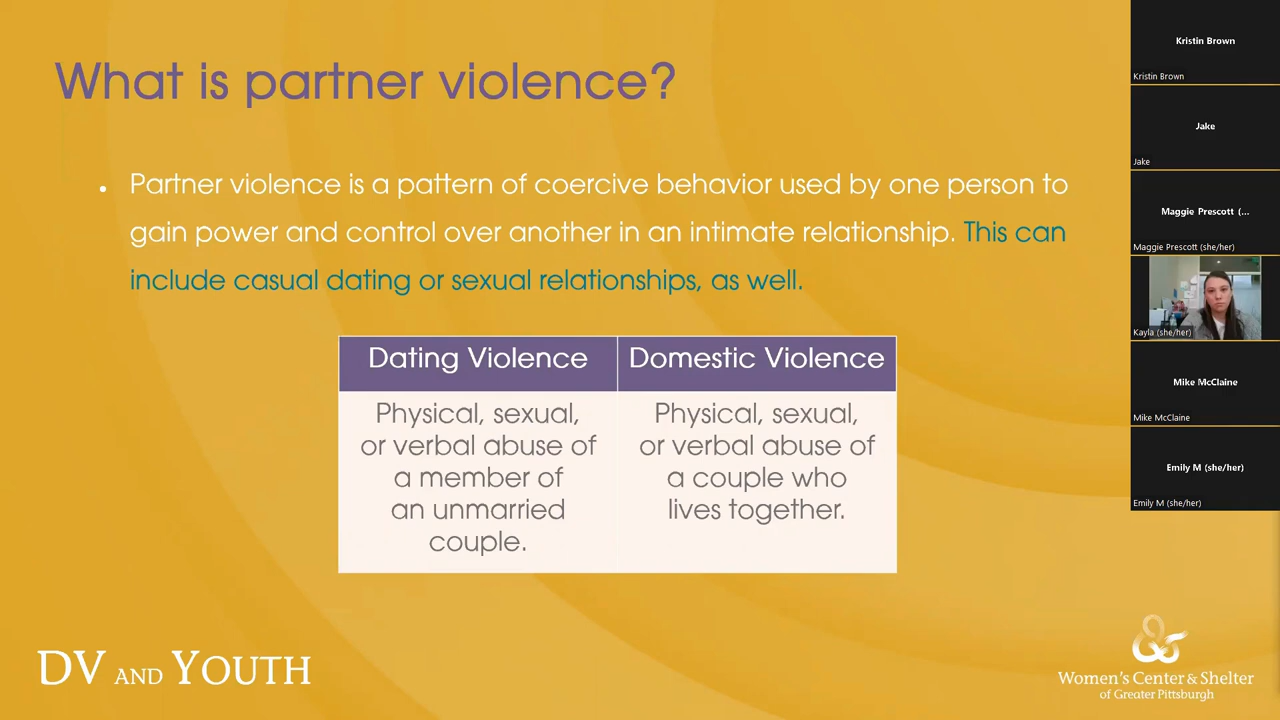 What is partner violence?
• Partner violence is a pattern of coercive behavior used by one person to
gain power and control over another in an intimate relationship. This can
include casual dating or sexual relationships, as well.
Dating Violence
Physical, sexual,
or verbal abuse of
a member of
an unmarried
couple.
Domestic Violence
Physical, sexual,
or verbal abuse of
a couple who
lives together.
DV AND YOUTH
Women's Center & Shelter
of Greater Pittsburgh
Kristin Brown
Kristin Brown
Jake
Jake
Maggie Prescott (...
Maggie Prescott (she/her)
Kayla (she/her)
Mike McClaine
Mike McClaine
Emily M (she/her)
Emily M (she/her)